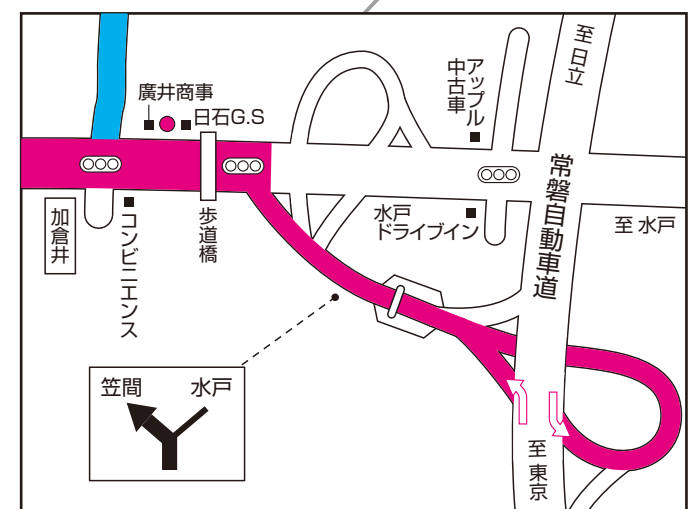 至日立
アップル
中古車
廣井商事
日石G.S
常磐自動車道
加倉井
コンビニエンス
歩道橋
水戸
ドライブイン
至 水戸
笠間
水戸
至東京